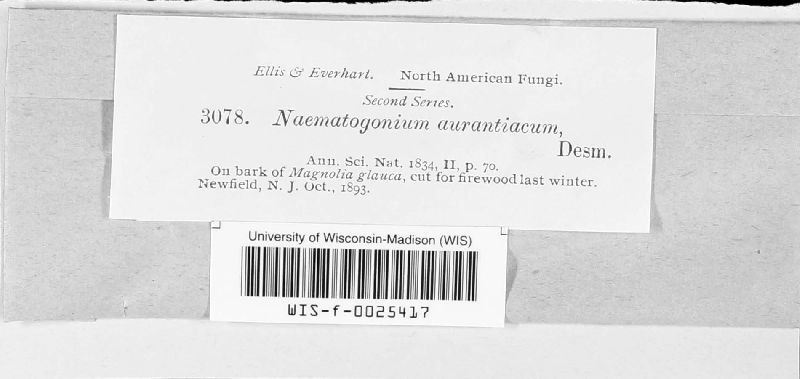 Ellis & Everhart. North American Fungi.
Second Series.
3078. Naematogonium aurantiacum,
Desm.
Ann. Sci. Nat. 1834, II, p. 70.
On bark of Magnolia glauca, cut for firewood last winter.
Newfield, N. J. Oct., 1893.
University of Wisconsin-Madison (WIS)
WIS-f-0025417